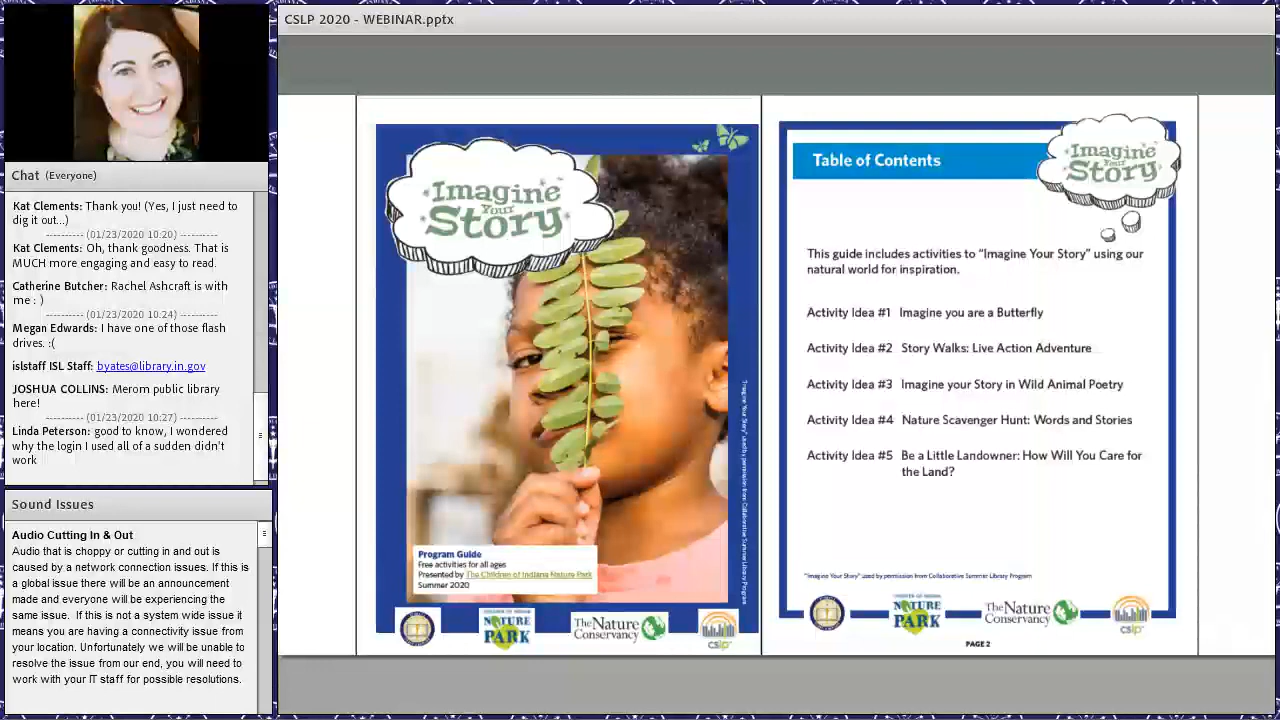 CSLP 2020 - WEBINAR.pptx
Chat (Everyone)
Kat Clements: Thank you! (Yes, I just need to
dig it out...)
---------- (01/23/2020 10:20) ----------
Kat Clements: Oh, thank goodness. That is
MUCH more engaging and easy to read.
Catherine Butcher: Rachel Ashcraft is with
me : )
---------- (01/23/2020 10:24) ----------
Megan Edwards: I have one of those flash
drives. :(
islstaff ISL Staff: byates@library.in.gov
JOSHUA COLLINS: Merom public library
here!
---------- (01/23/2020 10:27) ----------
Linda Peterson: good to know, I wondered
why the login I used all of a sudden didn't
work
Sound Issues
Audio Cutting In & Out
Audio that is choppy or cutting in and out is
caused by a network connection issues. If this is
a global issue there will be an announcement
made and everyone will be experiencing the
same issue. If this is not a system wide issue it
means you are having a connectivity issue from
your location. Unfortunately we will be unable to
resolve the issue from our end, you will need to
work with your IT staff for possible resolutions.
Imagine
Your
Story
Program Guide
Free activities for all ages
Presented by The Children of Indiana Nature Park
Summer 2020
"Imagine Your Story" used by permission from Collaborative Summer Library Program
NATURE
PARK
The Nature
Conservancy
cslp
Table of Contents
Imagine
Your
Story
This guide includes activities to "Imagine Your Story" using our
natural world for inspiration.
Activity Idea #1 Imagine you are a Butterfly
Activity Idea #2 Story Walks: Live Action Adventure
Activity Idea #3 Imagine your Story in Wild Animal Poetry
Activity Idea #4 Nature Scavenger Hunt: Words and Stories
Activity Idea #5 Be a Little Landowner: How Will You Care for
the Land?
"Imagine Your Story" used by permission from Collaborative Summer Library Program
NATURE
PARK
The Nature
Conservancy
cslp
PAGE 2